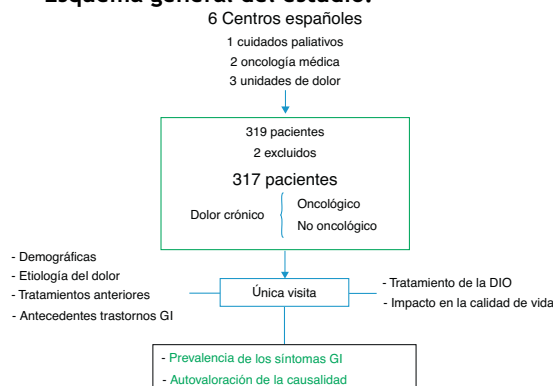 Esquema general del estudio.
6 Centros españoles
1 cuidados paliativos
2 oncología médica
3 unidades de dolor
319 pacientes
2 excluidos
317 pacientes
Dolor crónico
Oncológico
No oncológico
- Demográficas
- Etiología del dolor
- Tratamientos anteriores
- Antecedentes trastornos GI
Única visita
- Tratamiento de la DIO
- Impacto en la calidad de vida
- Prevalencia de los síntomas GI
- Autovaloración de la causalidad